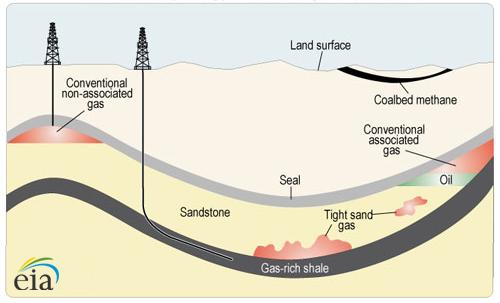 Land surface
Conventional
non-associated
gas
Coalbed methane
Conventional
associated
gas
Seal
Oil
Sandstone
Tight sand
gas
Gas-rich shale
eia